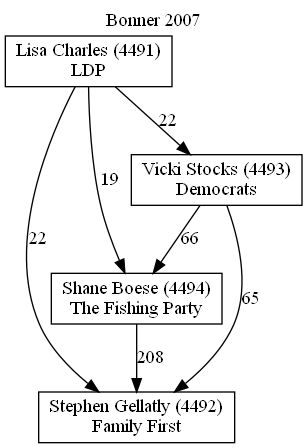 Bonner 2007
Lisa Charles (4491)
LDP
22
Vicki Stocks (4493)
Democrats
19
22
66
65
Shane Boese (4494)
The Fishing Party
208
Stephen Gellatly (4492)
Family First